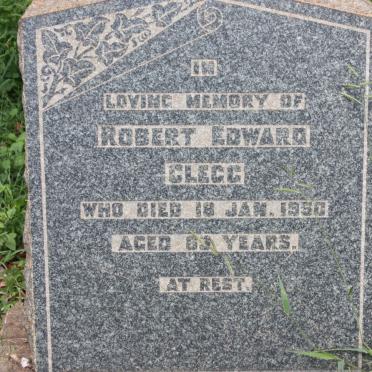 IN
LOVING MEMORY OF
ROBERT EDWARD
CLEGG
WHO DIED 18 JAN. 1950
AGED YEARS.
AT REST.